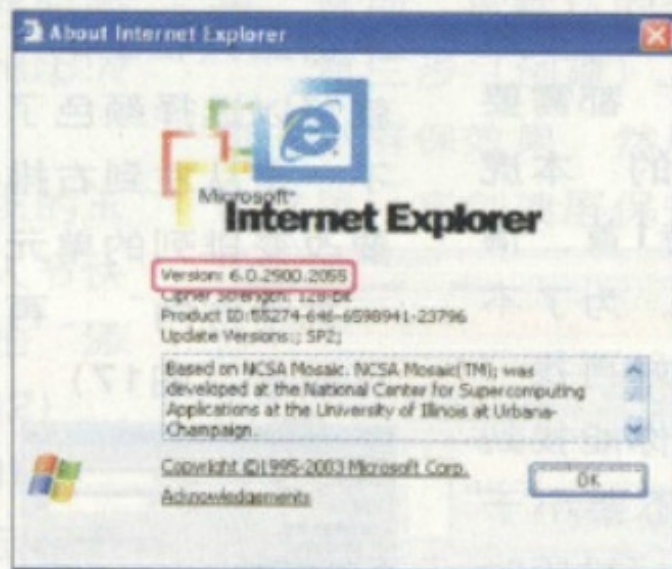 About Internet Explorer
Microsoft
Internet Explorer
Version: 6.0.2900.2055
Cipher Strength: 128-bit
Product ID:55274-646-6598941-23796
Update Versions:; SP2;
Based on NCSA Mosaic. NCSA Mosaic(TM); was
developed at the National Center for Supercomputing
Applications at the University of Illinois at Urbana-
Champaign.
Copyright ©1995-2003 Microsoft Corp.
OK
Acknowledgements